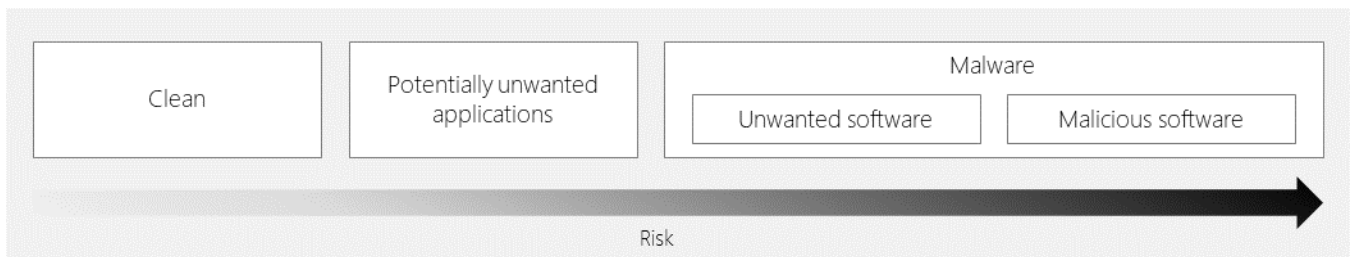 Clean
Potentially unwanted
applications
Malware
Unwanted software
Malicious software
Risk